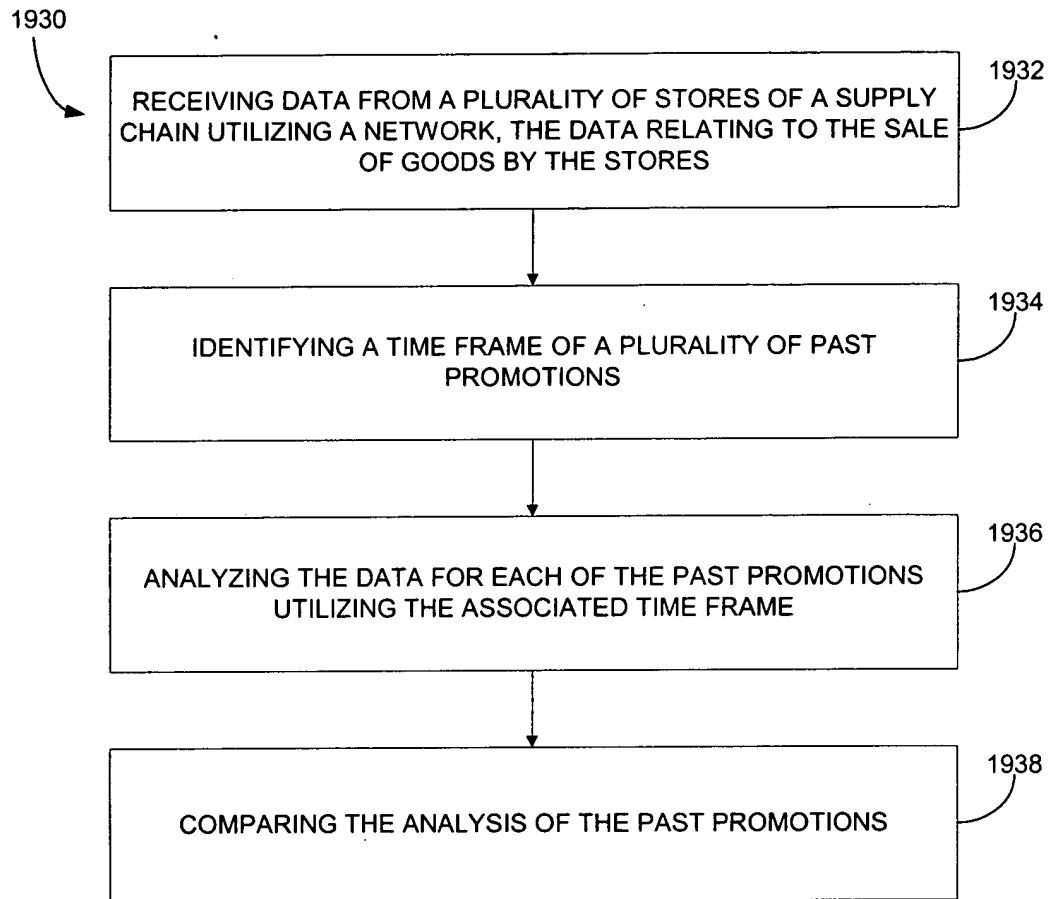 1930
1932
RECEIVING DATA FROM A PLURALITY OF STORES OF A SUPPLY
CHAIN UTILIZING A NETWORK, THE DATA RELATING TO THE SALE
OF GOODS BY THE STORES
1934
IDENTIFYING A TIME FRAME OF A PLURALITY OF PAST
PROMOTIONS
1936
ANALYZING THE DATA FOR EACH OF THE PAST PROMOTIONS
UTILIZING THE ASSOCIATED TIME FRAME
1938
COMPARING THE ANALYSIS OF THE PAST PROMOTIONS